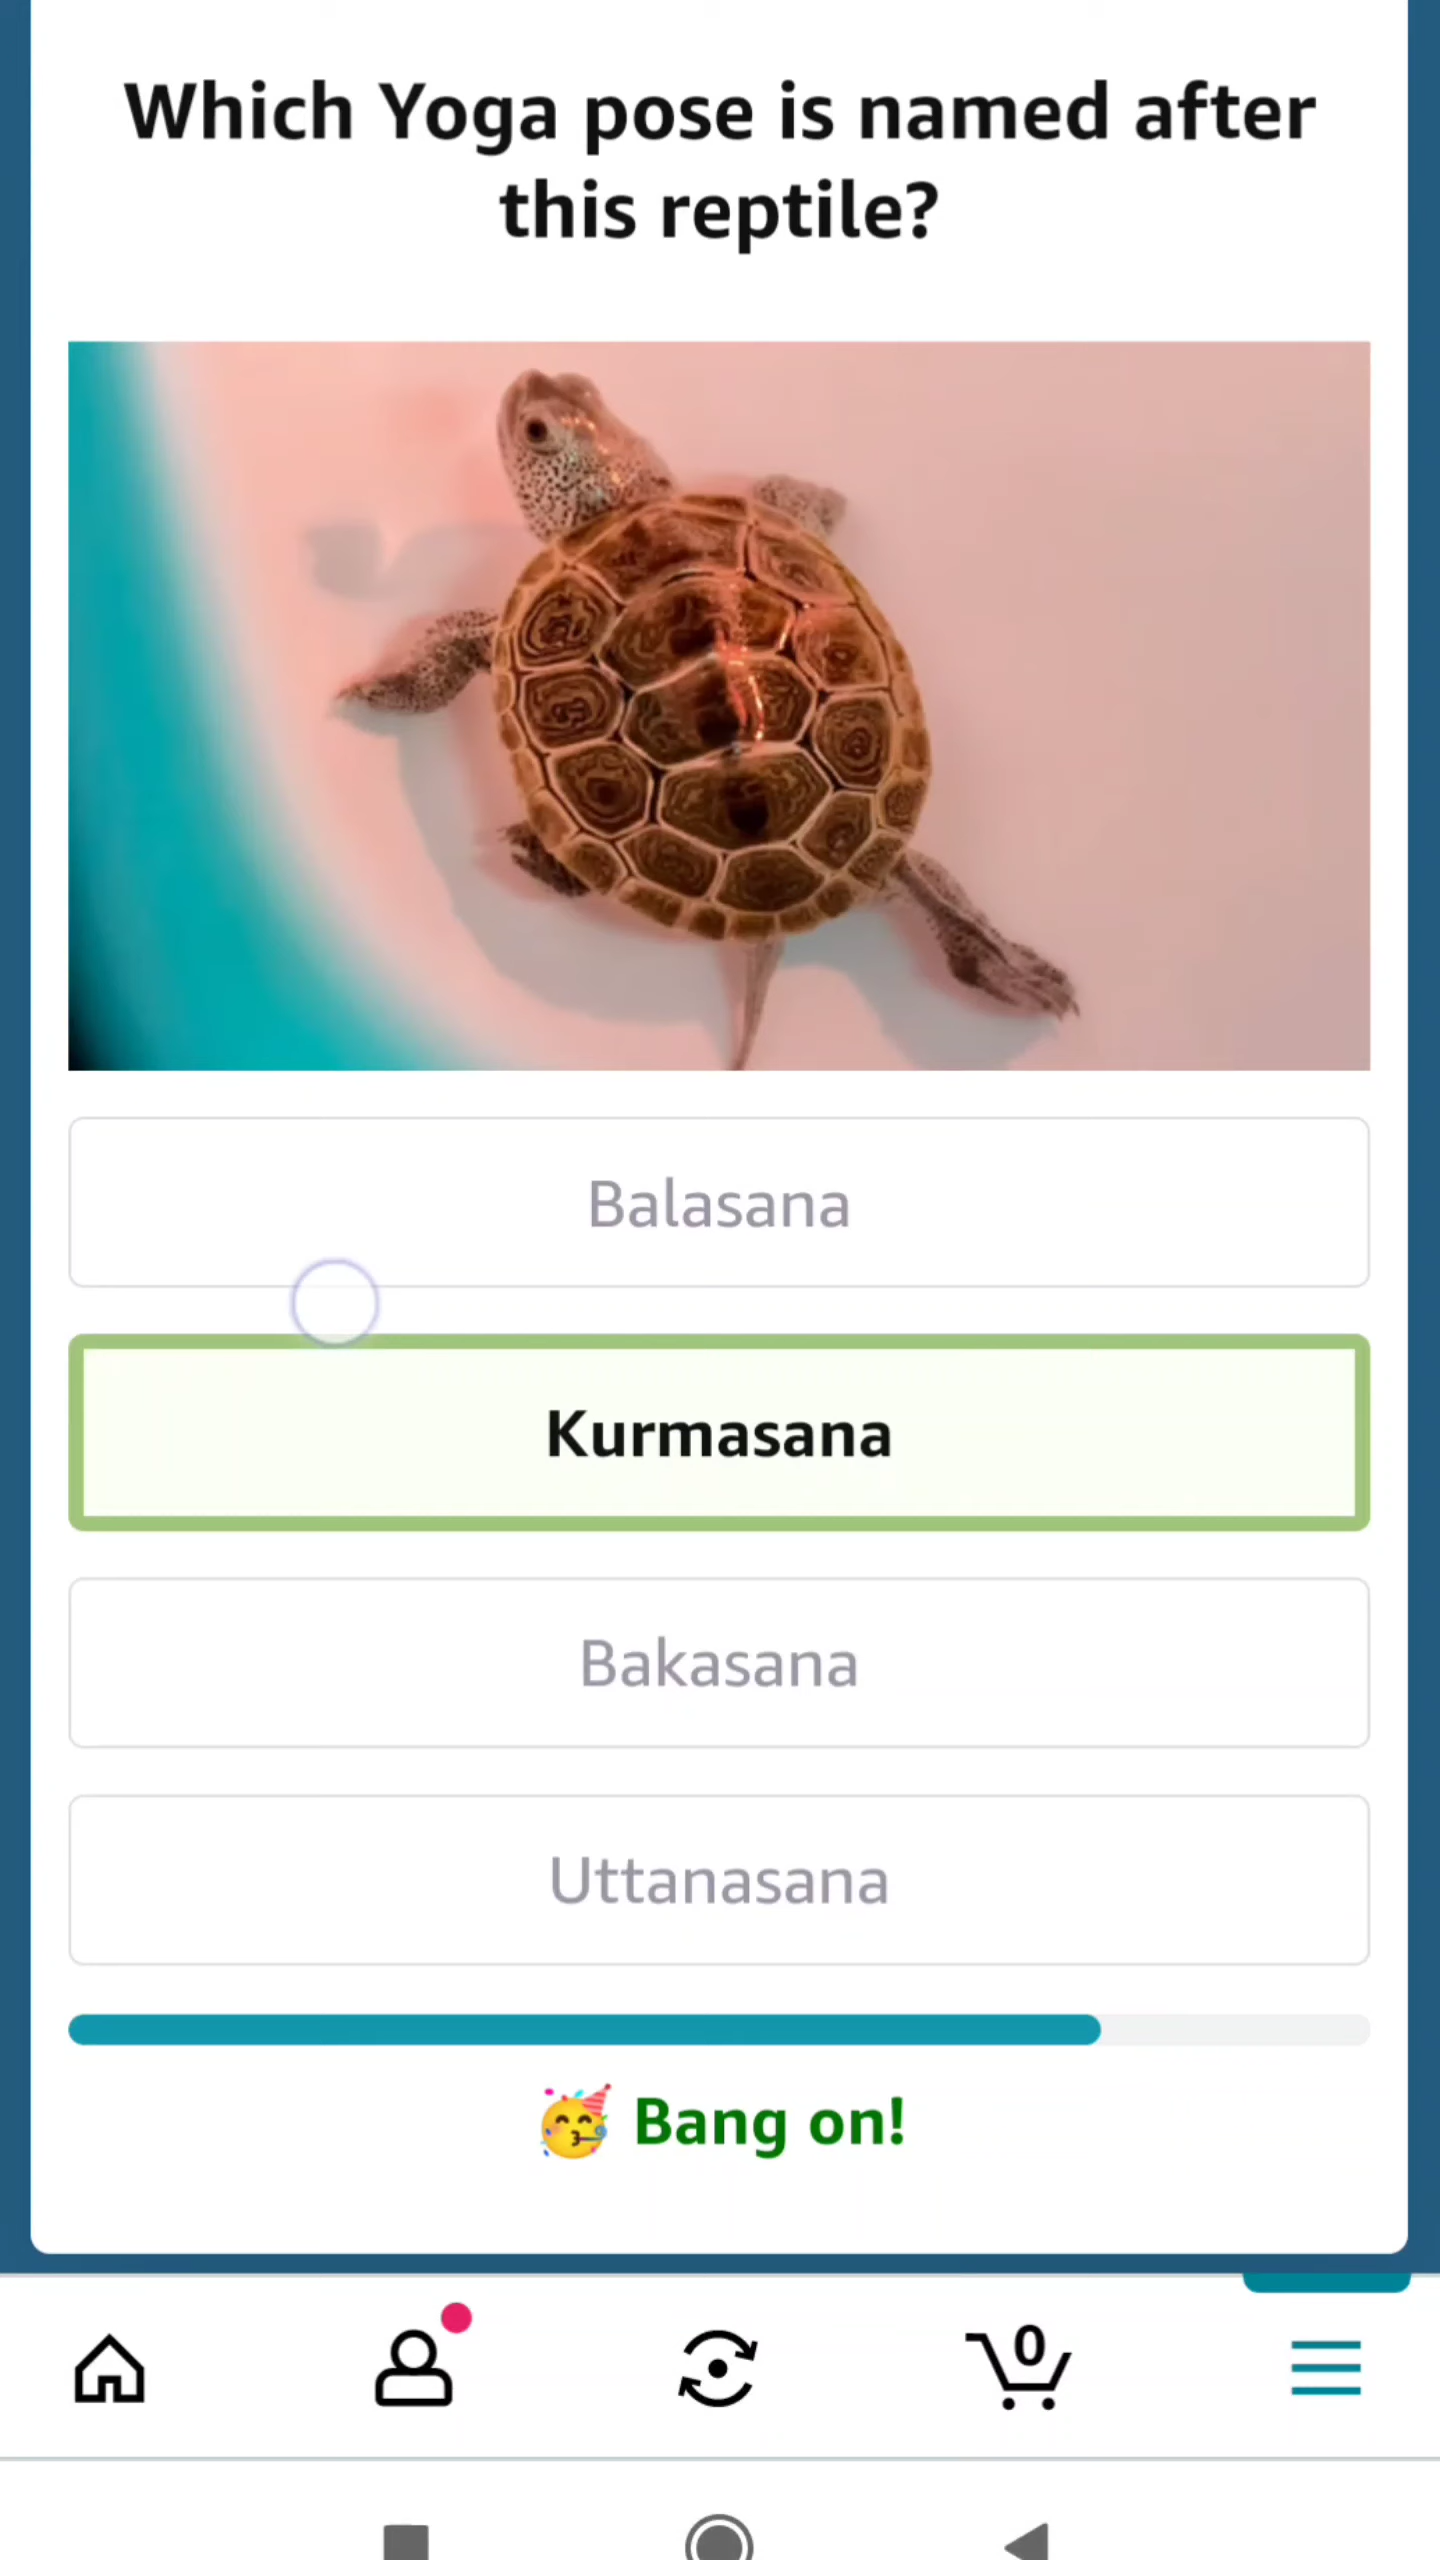 Which Yoga pose is named after
this reptile?
Balasana
Kurmasana
Bakasana
Uttanasana
🥳 Bang on!
0